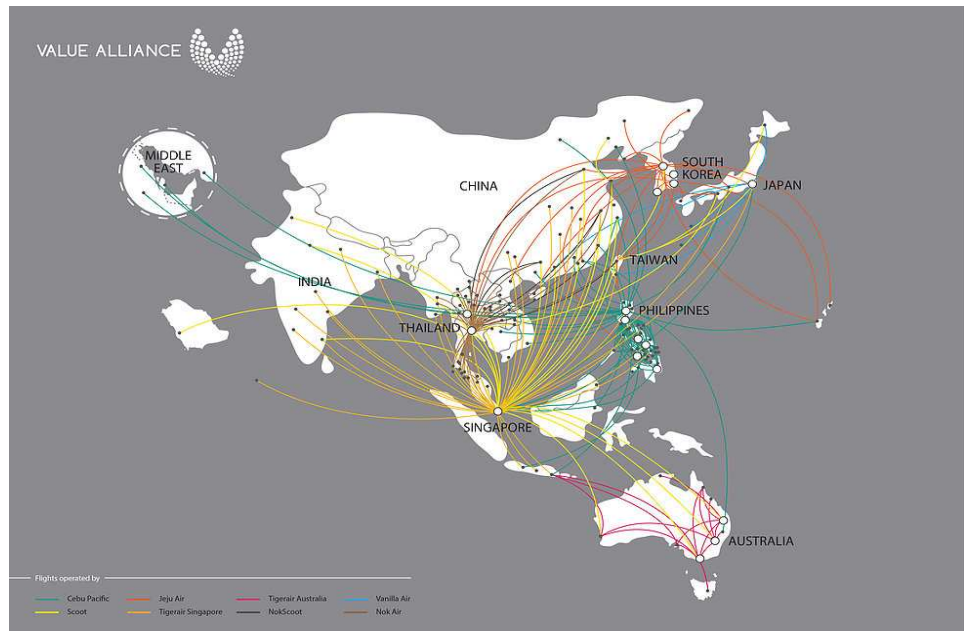 VALUE ALLIANCE
MIDDLE
EAST
CHINA
SOUTH
KOREA
JAPAN
INDIA
TAIWAN
THAILAND
PHILIPPINES
SINGAPORE
AUSTRALIA
Flights operated by
Cebu Pacific
Jeju Air
Tigerair Australia
Vanilla Air
Scoot
Tigerair Singapore
NokScoot
Nok Air